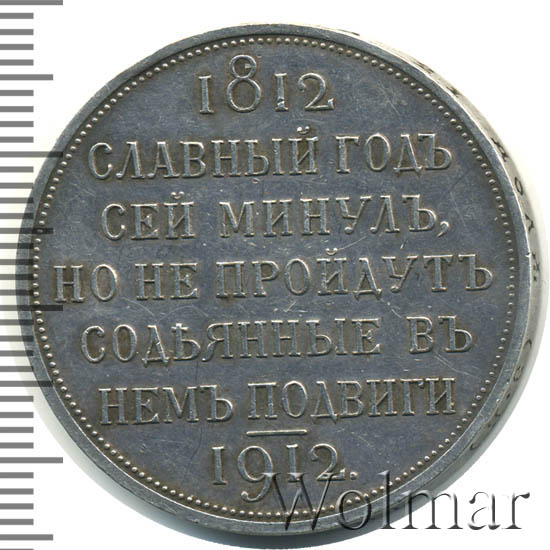 1812
СЛАВНЫЙ ГОДЪ
СЕЙ МИНУЛЪ,
НО НЕ ПРОЙДУТЪ
СОДѢЯННЫЕ ВЪ
НЕМЪ ПОДВИГИ
1912.
Wolmar